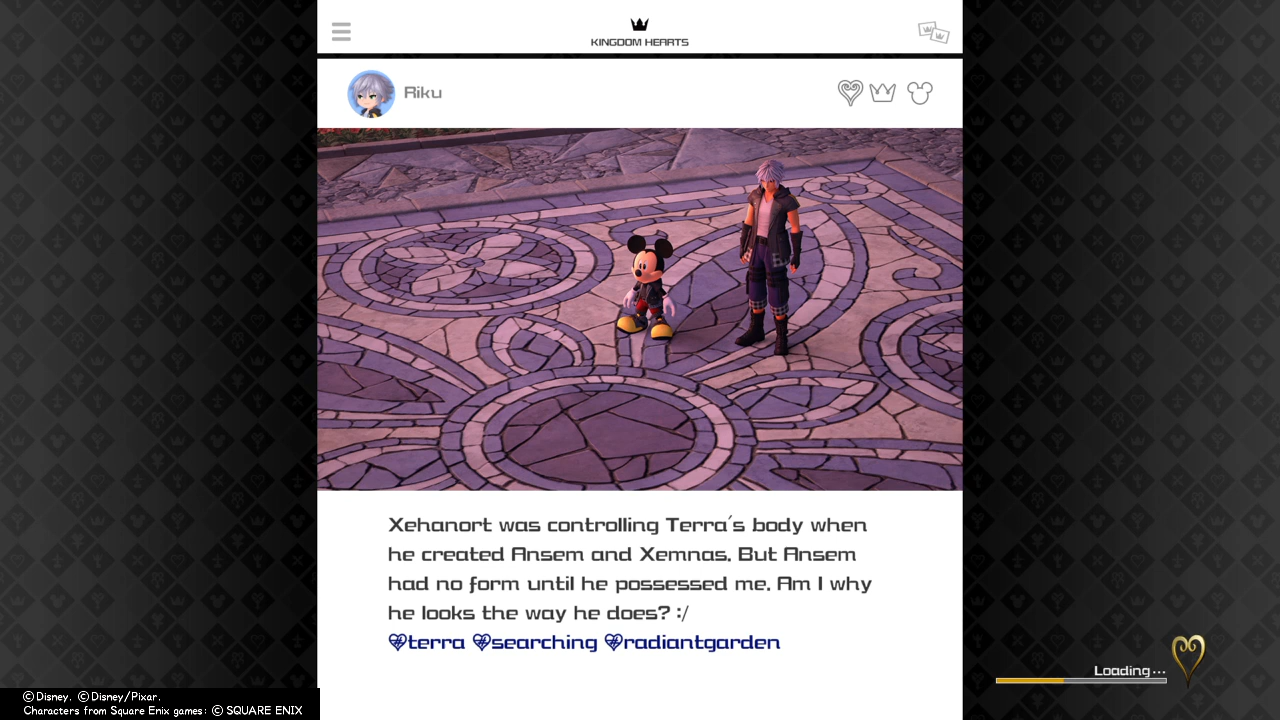 KINGDOM HEARTS
Riku
Xehanort was controlling Terra's body when
he created Ansem and Xemnas. But Ansem
had no form until he possessed me. Am I why
he looks the way he does? :/
#terra #searching #radiantgarden
Loading...
©Disney. ©Disney/Pixar.
Characters from Square Enix games: © SQUARE ENIX